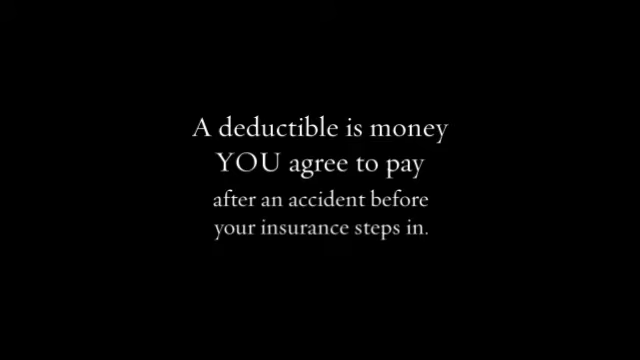 A deductible is money
YOU agree to pay
after an accident before
your insurance steps in.